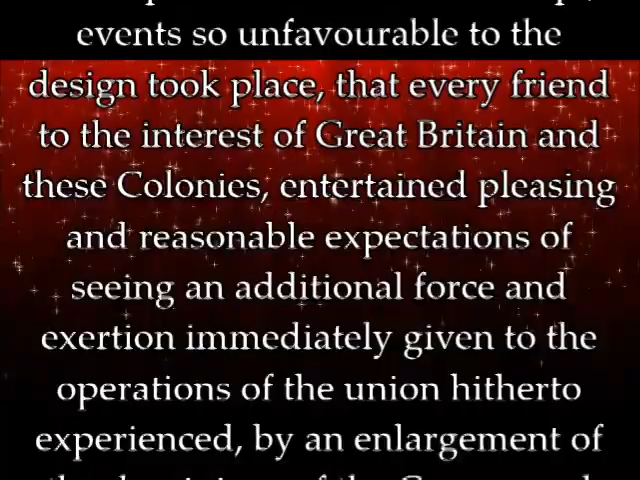 events so unfavourable to the
design took place, that every friend
to the interest of Great Britain and
these Colonies, entertained pleasing
and reasonable expectations of
seeing an additional force and
exertion immediately given to the
operations of the union hitherto
experienced, by an enlargement of